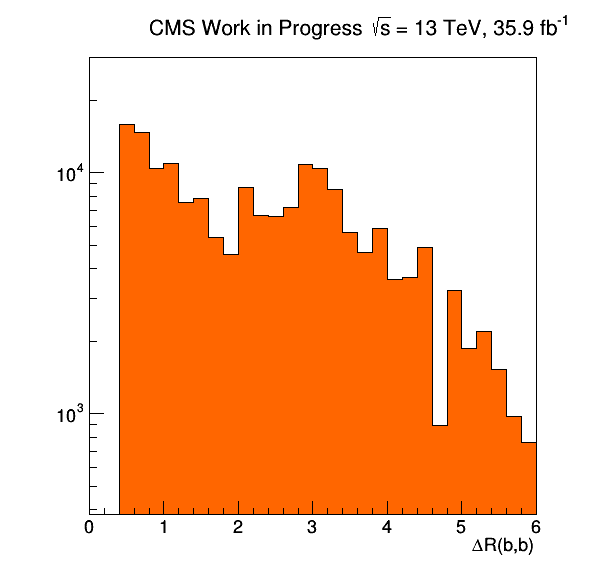 CMS Work in Progress √s = 13 TeV, 35.9 fb⁻¹
10⁴
10³
0 1 2 3 4 5 6
ΔR(b,b)